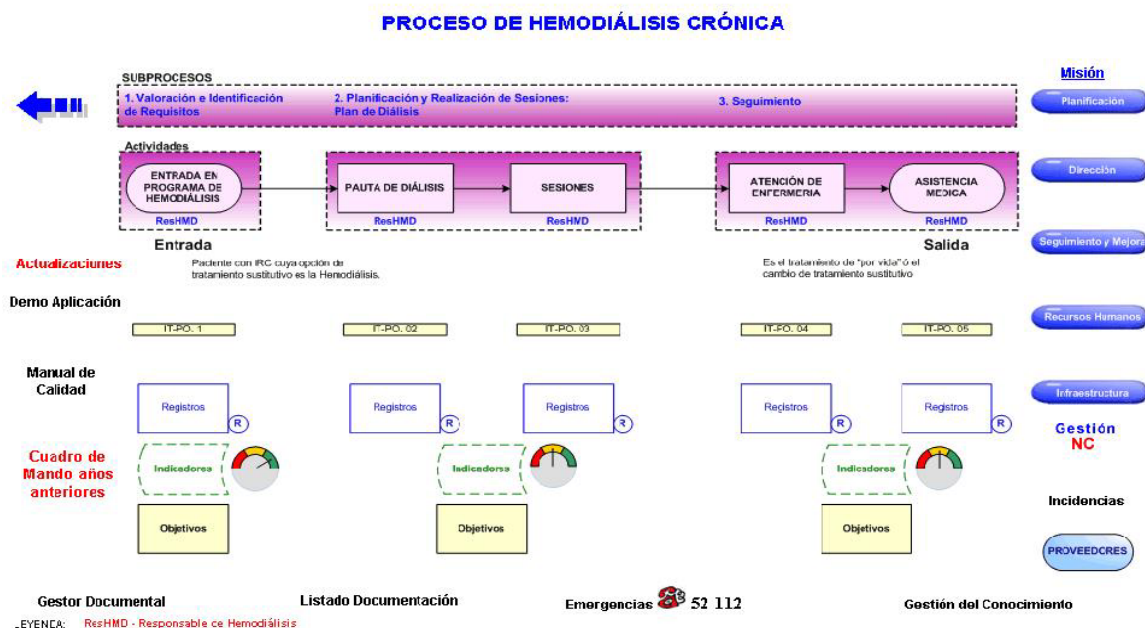 PROCESO DE HEMODIÁLISIS CRÓNICA
SUBPROCESOS
1. Valoración e Identificación
de Requisitos
2. Planificación y Realización de Sesiones:
Plan de Diálisis
3. Seguimiento
Misión
Planificación
Actividades
ENTRADA EN
PROGRAMA DE
HEMODIÁLISIS
ResHMD
PAUTA DE DIÁLISIS
ResHMD
SESIONES
ResHMD
ATENCIÓN DE
ENFERMERIA
ResHMD
ASISTENCIA
MEDICA
ResHMD
Dirección
Entrada
Salida
Seguimiento y Mejora
Actualizaciones
Paciente con IRC cuya opción de
tratamiento sustitutivo es la Hemodiálisis.
Es el tratamiento de "por vida" ó el
cambio de tratamiento sustitutivo
Demo Aplicación
IT-PO. 1
IT-PO. 02
IT-PO. 03
IT-PO. 04
IT-PO. 05
Recursos Humanos
Manual de
Calidad
Registros
R
Registros
R
Registros
R
Registros
R
Registros
R
Infraestructura
Gestión
NC
Cuadro de
Mando años
anteriores
Indicadores
Indicadores
Indicadores
Incidencias
Objetivos
Objetivos
Objetivos
PROVEEDORES
Gestor Documental
Listado Documentación
Emergencias 52 112
Gestión del Conocimiento
LEYENDA: ResHMD - Responsable de Hemodiálisis